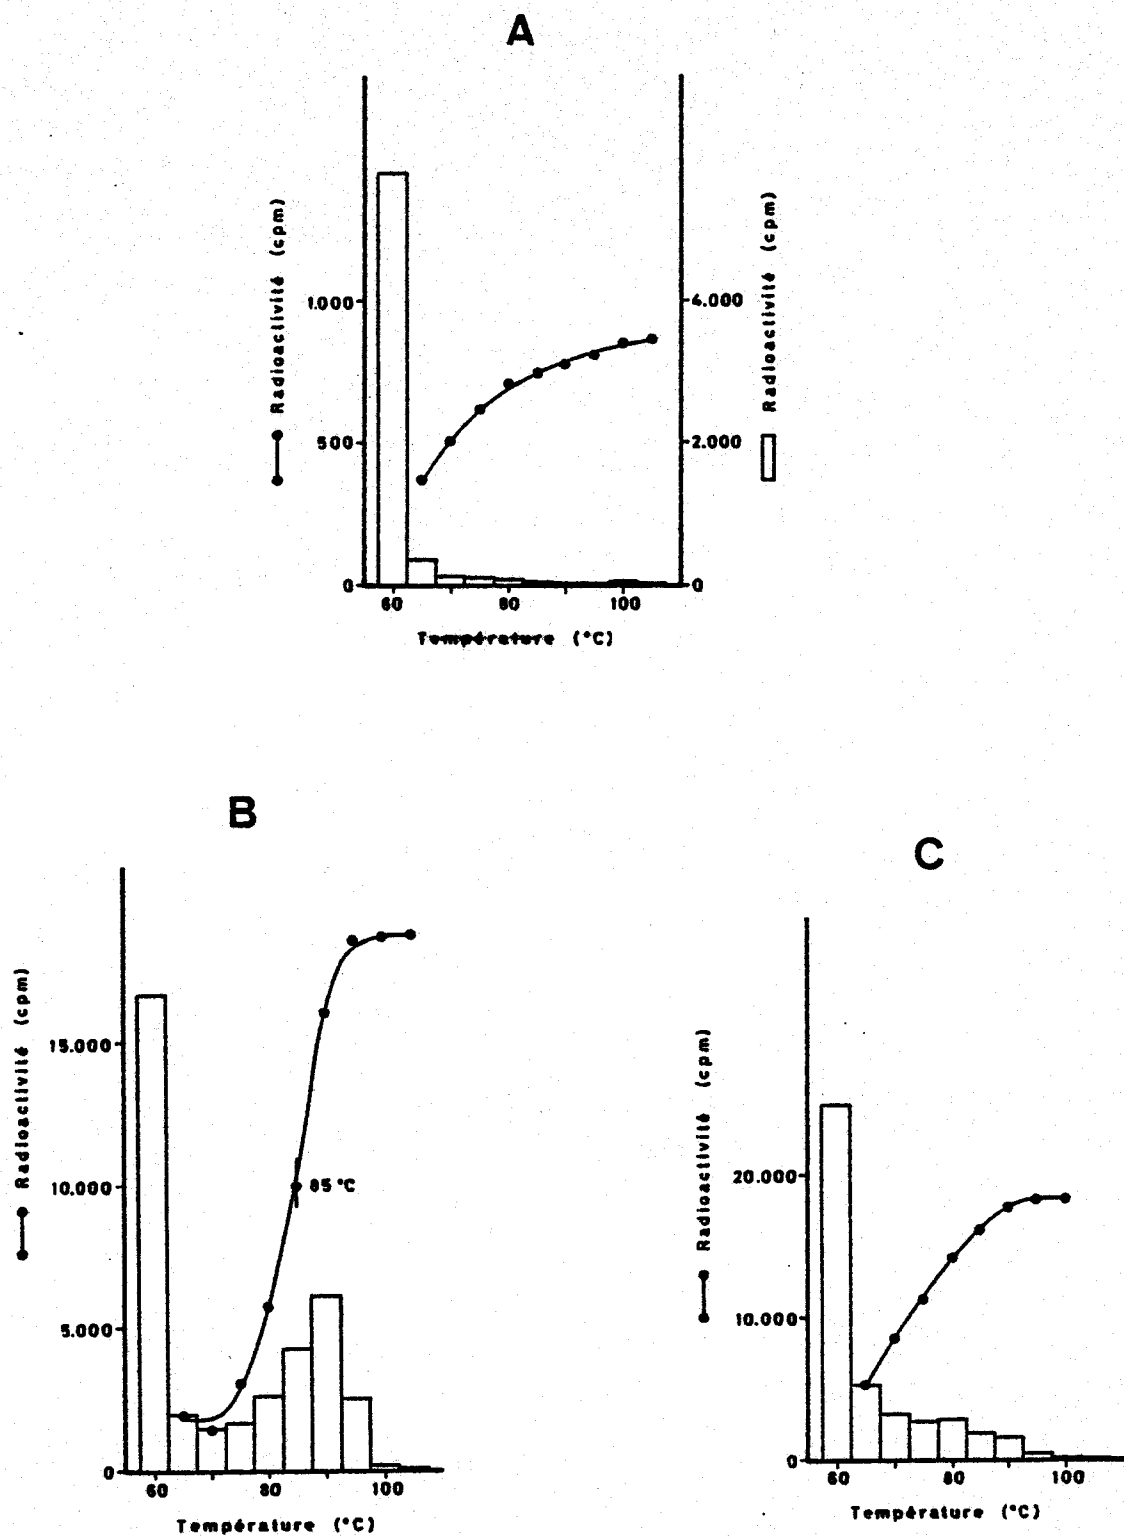 A
Radioactivité (cpm)
1.000
500
0
4.000
2.000
0
Radioactivité (cpm)
60 80 100
Température (°C)
B
Radioactivité (cpm)
15.000
10.000
5.000
0
85 °C
60 80 100
Température (°C)
C
Radioactivité (cpm)
20.000
10.000
0
60 80 100
Température (°C)